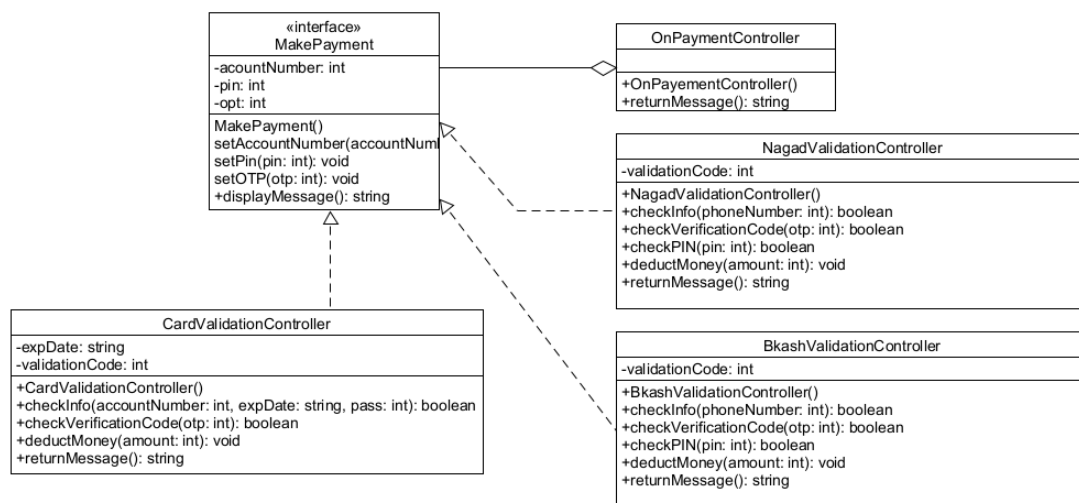 «interface»
MakePayment
-acountNumber: int
-pin: int
-opt: int
MakePayment()
setAccountNumber(accountNum
setPin(pin: int): void
setOTP(otp: int): void
+displayMessage(): string
OnPaymentController
+OnPayementController()
+returnMessage(): string
NagadValidationController
-validationCode: int
+NagadValidationController()
+checkInfo(phoneNumber: int): boolean
+checkVerificationCode(otp: int): boolean
+checkPIN(pin: int): boolean
+deductMoney(amount: int): void
+returnMessage(): string
CardValidationController
-expDate: string
-validationCode: int
+CardValidationController()
+checkInfo(accountNumber: int, expDate: string, pass: int): boolean
+checkVerificationCode(otp: int): boolean
+deductMoney(amount: int): void
+returnMessage(): string
BkashValidationController
-validationCode: int
+BkashValidationController()
+checkInfo(phoneNumber: int): boolean
+checkVerificationCode(otp: int): boolean
+checkPIN(pin: int): boolean
+deductMoney(amount: int): void
+returnMessage(): string